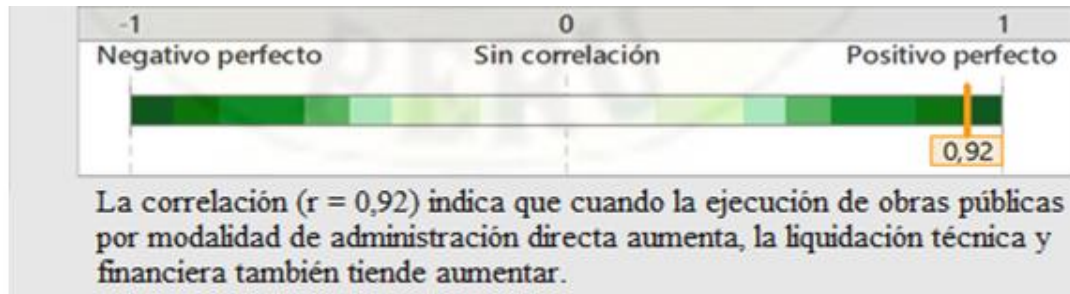 -1 0 1
Negativo perfecto Sin correlación Positivo perfecto
0,92
La correlación (r = 0,92) indica que cuando la ejecución de obras públicas
por modalidad de administración directa aumenta, la liquidación técnica y
financiera también tiende aumentar.